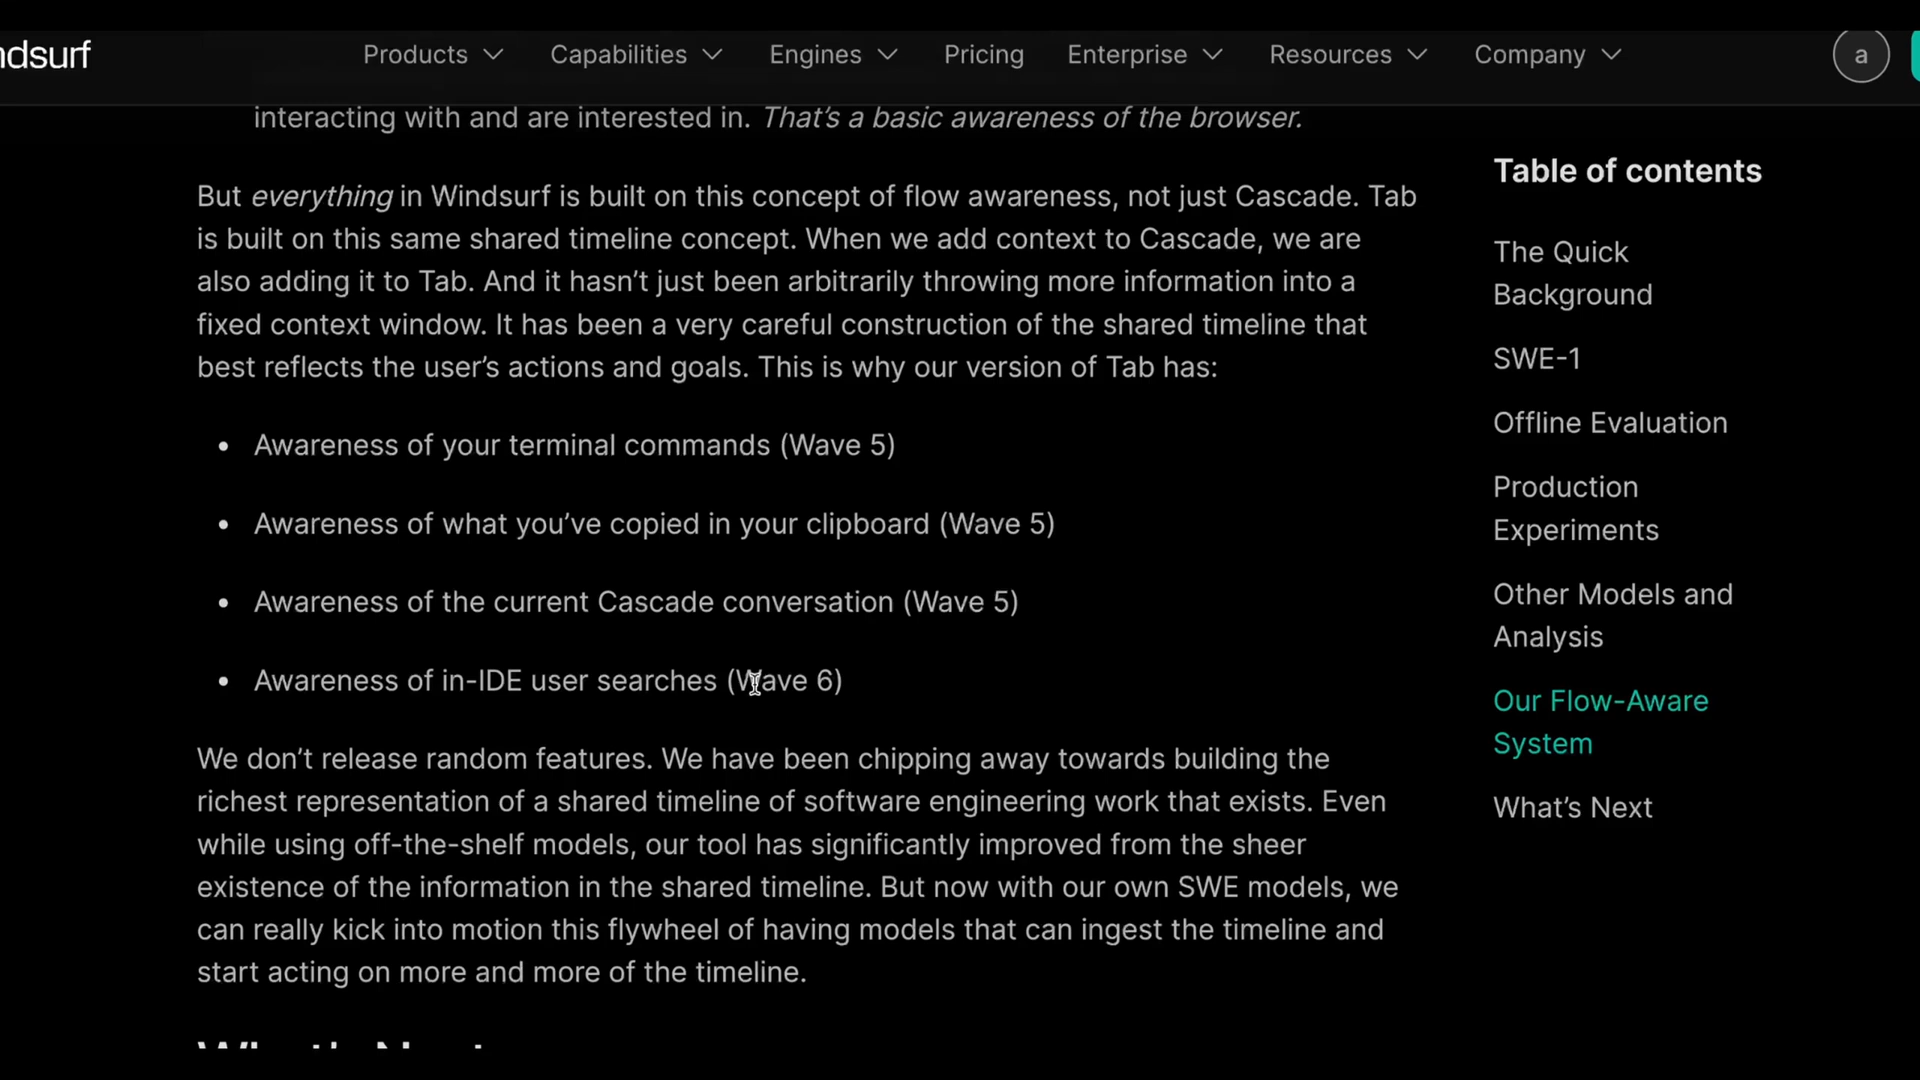 ndsurf
Products
Capabilities
Engines
Pricing
Enterprise
Resources
Company
a
interacting with and are interested in. That's a basic awareness of the browser.
But everything in Windsurf is built on this concept of flow awareness, not just Cascade. Tab
is built on this same shared timeline concept. When we add context to Cascade, we are
also adding it to Tab. And it hasn't just been arbitrarily throwing more information into a
fixed context window. It has been a very careful construction of the shared timeline that
best reflects the user's actions and goals. This is why our version of Tab has:
• Awareness of your terminal commands (Wave 5)
• Awareness of what you've copied in your clipboard (Wave 5)
• Awareness of the current Cascade conversation (Wave 5)
• Awareness of in-IDE user searches (Wave 6)
We don't release random features. We have been chipping away towards building the
richest representation of a shared timeline of software engineering work that exists. Even
while using off-the-shelf models, our tool has significantly improved from the sheer
existence of the information in the shared timeline. But now with our own SWE models, we
can really kick into motion this flywheel of having models that can ingest the timeline and
start acting on more and more of the timeline.
What's Next
Table of contents
The Quick
Background
SWE-1
Offline Evaluation
Production
Experiments
Other Models and
Analysis
Our Flow-Aware
System
What's Next